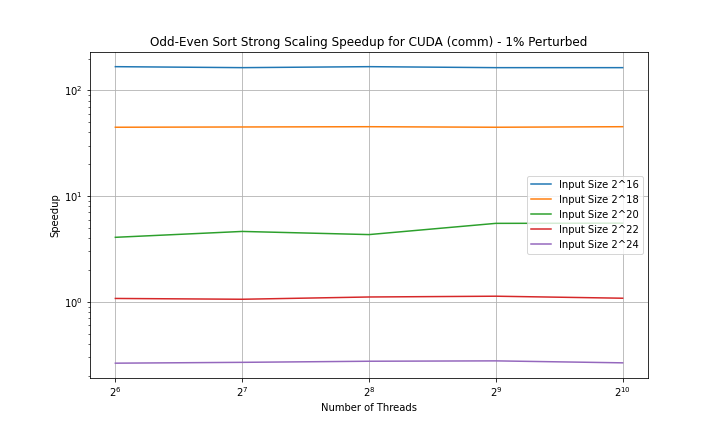 Odd-Even Sort Strong Scaling Speedup for CUDA (comm) - 1% Perturbed
Speedup
10²
10¹
10⁰
Input Size 2^16
Input Size 2^18
Input Size 2^20
Input Size 2^22
Input Size 2^24
2⁶ 2⁷ 2⁸ 2⁹ 2¹⁰
Number of Threads